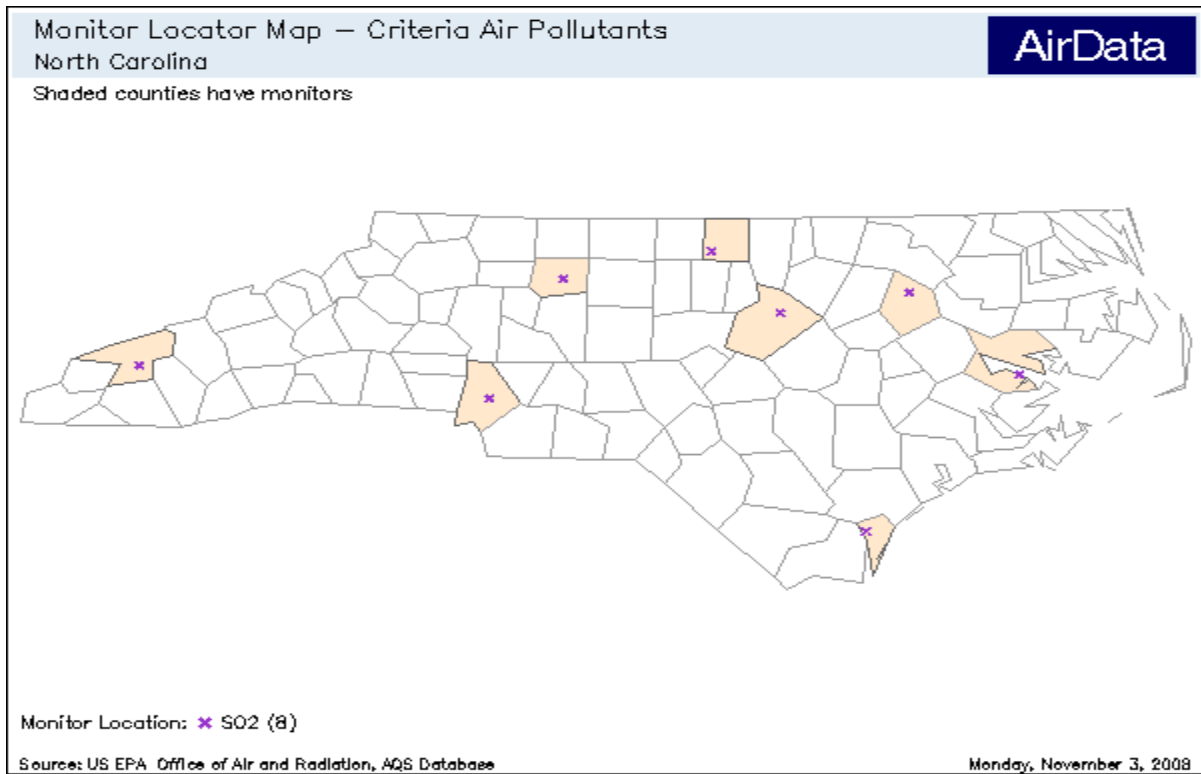 Monitor Locator Map – Criteria Air Pollutants
North Carolina
AirData
Shaded counties have monitors
Monitor Location: × SO2 (8)
Source: US EPA Office of Air and Radiation, AQS Database
Monday, November 3, 2008